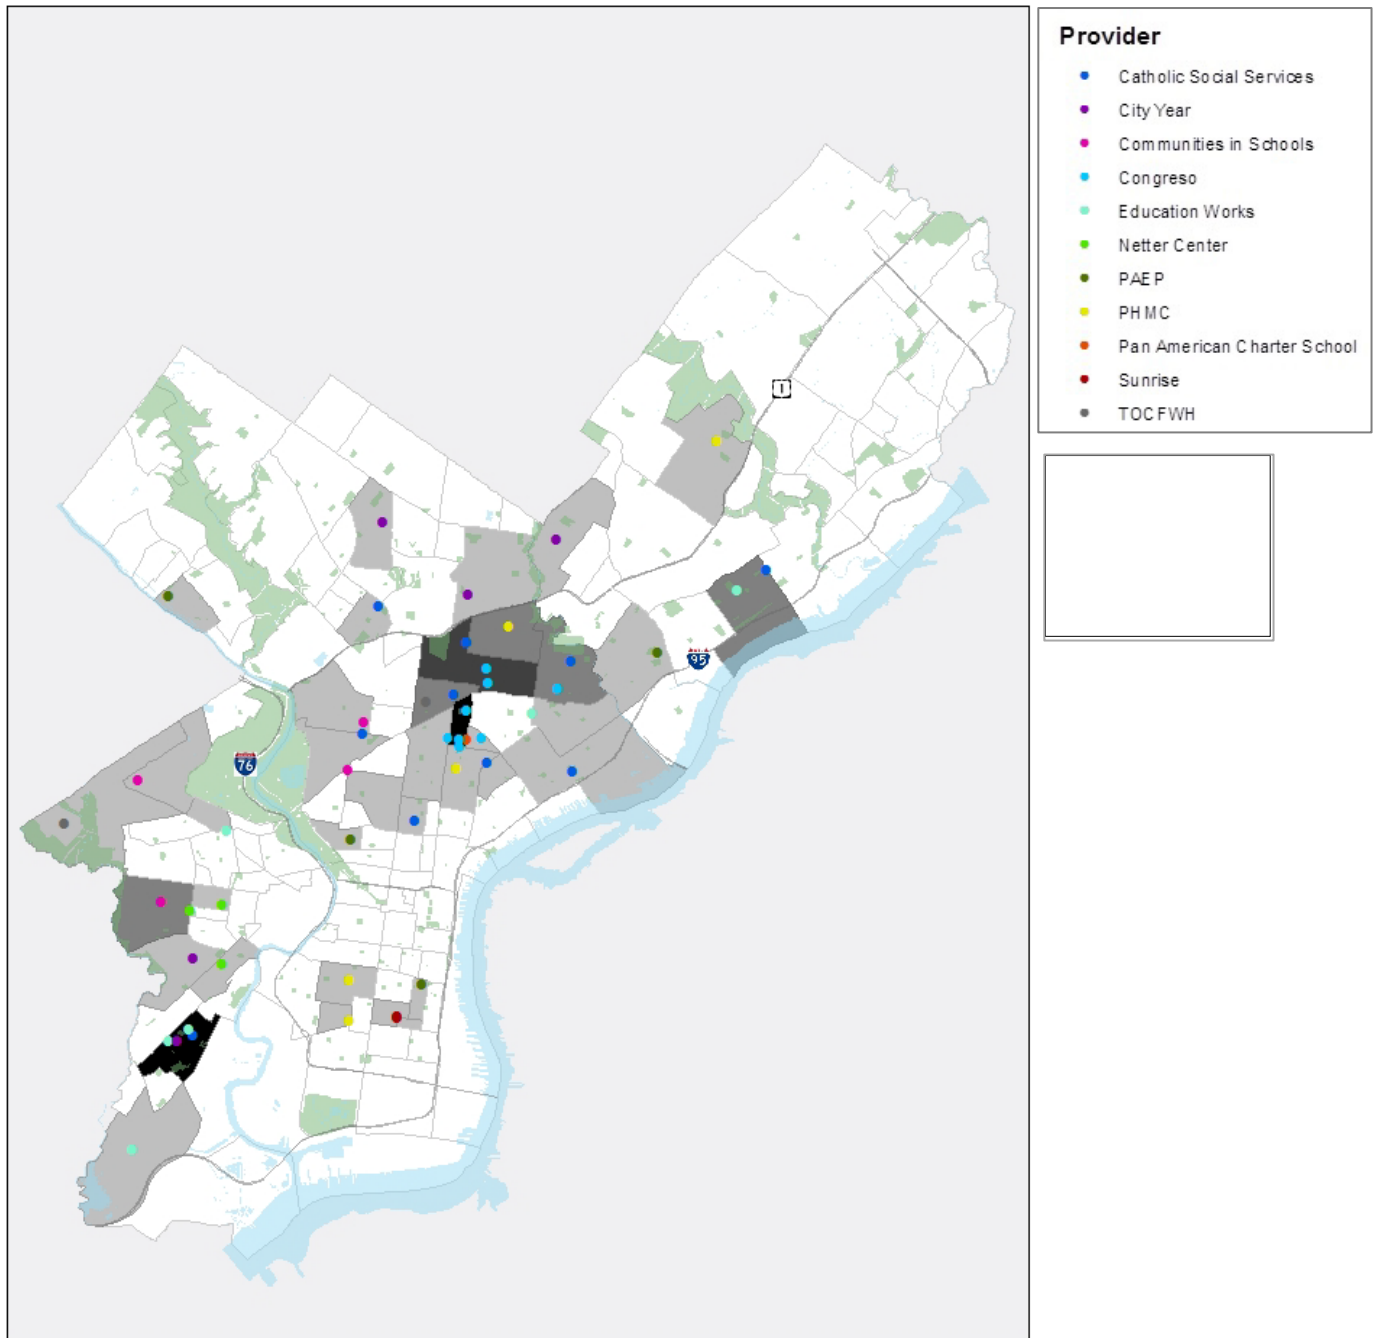 Provider
Catholic Social Services
City Year
Communities in Schools
Congreso
Education Works
Netter Center
PAEP
PHMC
Pan American Charter School
Sunrise
TOCFWH
1
95
76